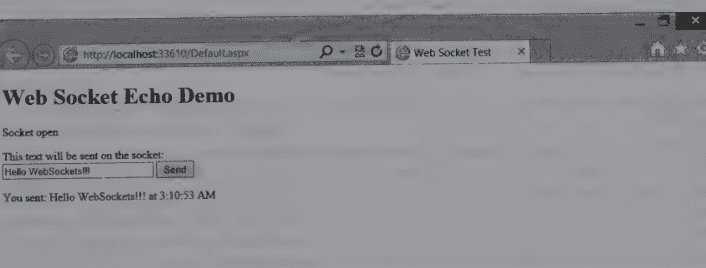 http://localhost:33610/Default.aspx
Web Socket Test
Web Socket Echo Demo
Socket open
This text will be sent on the socket:
Hello WebSockets!!!
Send
You sent: Hello WebSockets!!! at 3:10:53 AM